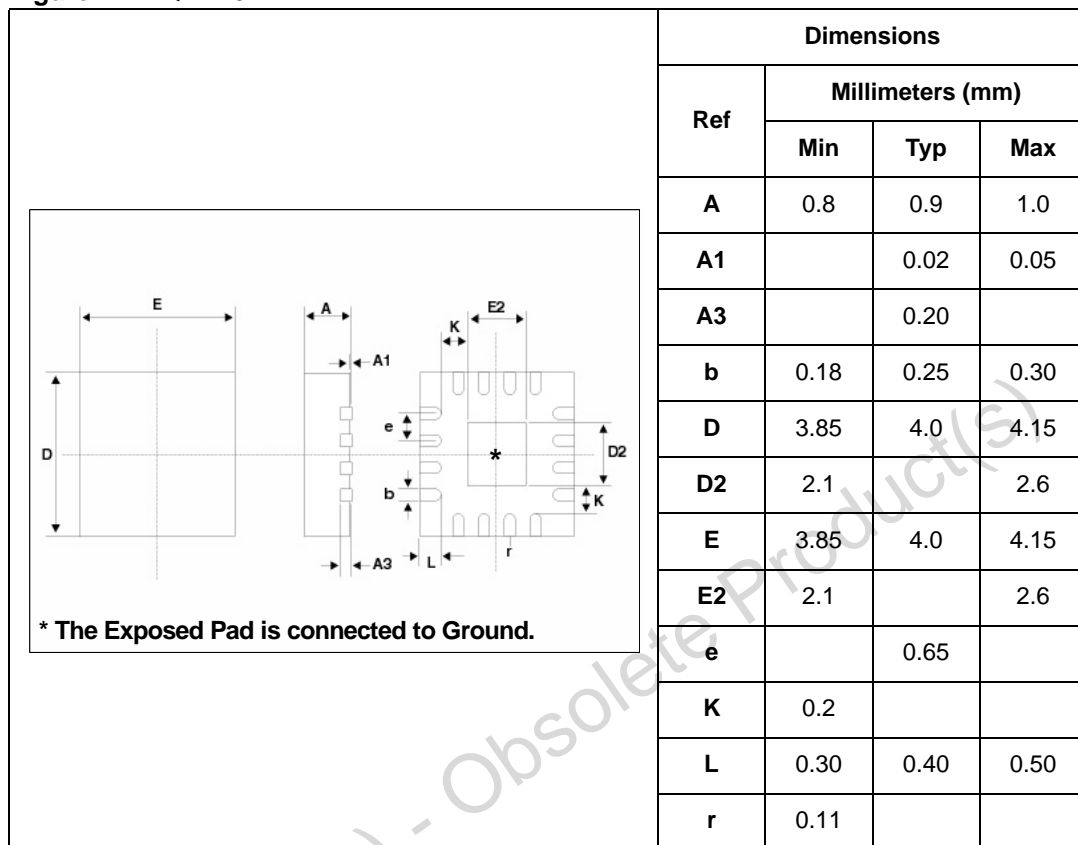 Dimensions
Ref
Millimeters (mm)
Min Typ Max
A 0.8 0.9 1.0
A1 0.02 0.05
A3 0.20
b 0.18 0.25 0.30
D 3.85 4.0 4.15
D2 2.1 2.6
E 3.85 4.0 4.15
E2 2.1 2.6
e 0.65
K 0.2
L 0.30 0.40 0.50
r 0.11
E
A
E2
K
A1
e
D
*
D2
b
K
A3
L
r
* The Exposed Pad is connected to Ground.
- Obsolete Product(s)